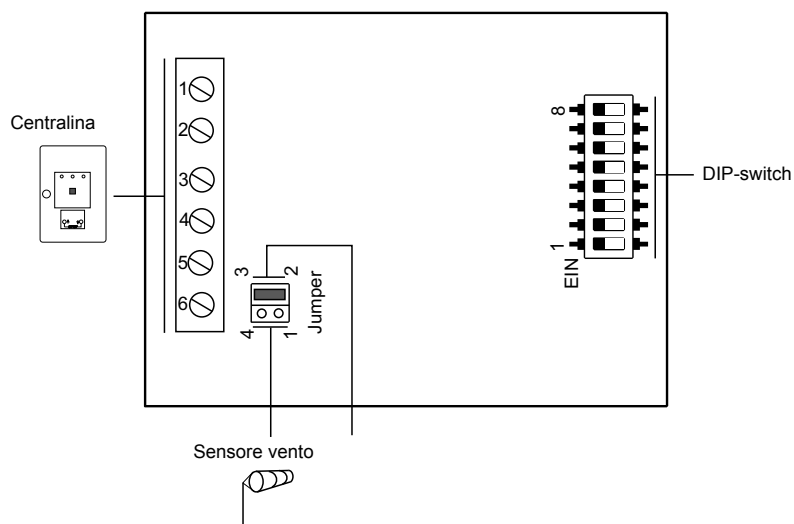 Centralina
1
2
3
4
5
6
3
2
4
1
Jumper
8
1
EIN
DIP-switch
Sensore vento